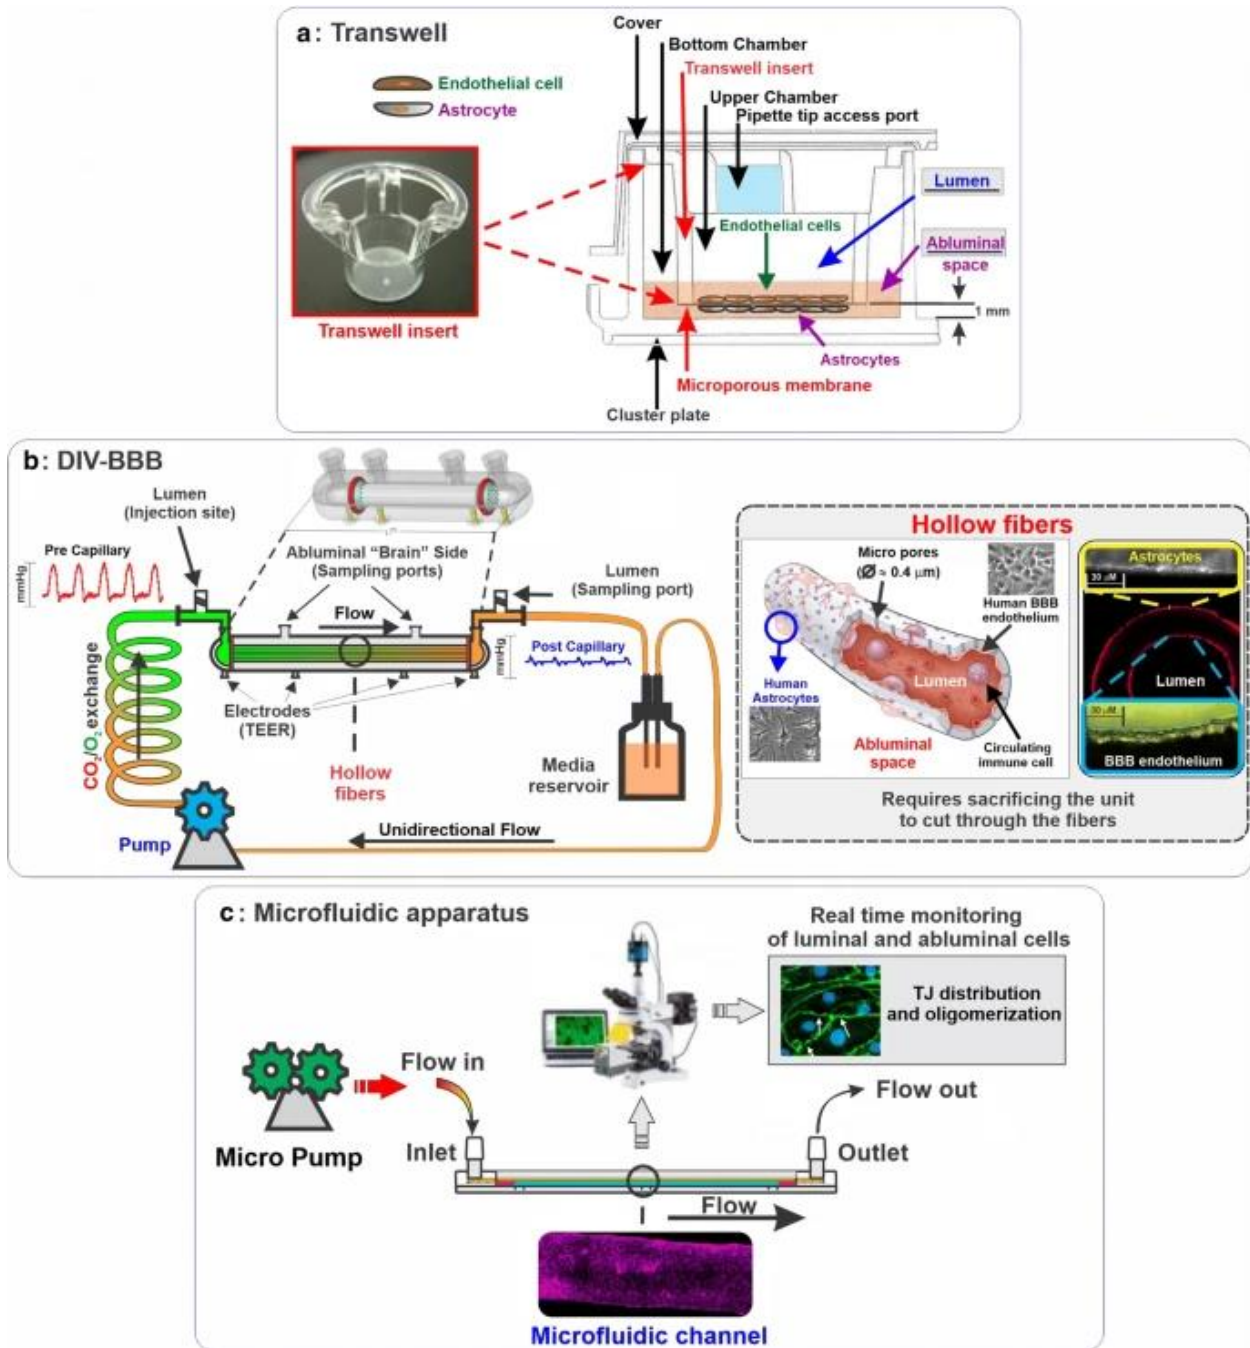 a: Transwell
Endothelial cell
Astrocyte
Transwell insert
Cover
Bottom Chamber
Transwell insert
Upper Chamber
Pipette tip access port
Lumen
Endothelial cells
Abluminal
space
1 mm
Astrocytes
Microporous membrane
Cluster plate
b: DIV-BBB
Lumen
(Injection site)
Pre Capillary
mmHg
Abluminal “Brain” Side
(Sampling ports)
Flow
Lumen
(Sampling port)
mmHg
Post Capillary
CO2/O2 exchange
Electrodes
(TEER)
Hollow
fibers
Media
reservoir
Pump
Unidirectional Flow
Hollow fibers
Micro pores
(Ø ≈ 0.4 µm)
Human BBB
endothelium
Lumen
Human
Astrocytes
Abluminal
space
Circulating
immune cell
Astrocytes
30 µM
Lumen
30 µM
BBB endothelium
Requires sacrificing the unit
to cut through the fibers
c: Microfluidic apparatus
Real time monitoring
of luminal and abluminal cells
TJ distribution
and oligomerization
Flow in
Flow out
Micro Pump
Inlet
Outlet
Flow
Microfluidic channel